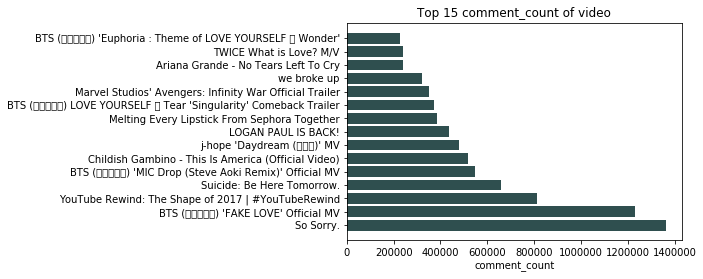 Top 15 comment_count of video
BTS (▯▯▯▯▯) 'Euphoria : Theme of LOVE YOURSELF ▯ Wonder'
TWICE What is Love? M/V
Ariana Grande - No Tears Left To Cry
we broke up
Marvel Studios' Avengers: Infinity War Official Trailer
BTS (▯▯▯▯▯) LOVE YOURSELF ▯ Tear 'Singularity' Comeback Trailer
Melting Every Lipstick From Sephora Together
LOGAN PAUL IS BACK!
j-hope 'Daydream (▯▯▯)' MV
Childish Gambino - This Is America (Official Video)
BTS (▯▯▯▯▯) 'MIC Drop (Steve Aoki Remix)' Official MV
Suicide: Be Here Tomorrow.
YouTube Rewind: The Shape of 2017 | #YouTubeRewind
BTS (▯▯▯▯▯) 'FAKE LOVE' Official MV
So Sorry.
0 200000 400000 600000 800000 1000000 1200000 1400000
comment_count